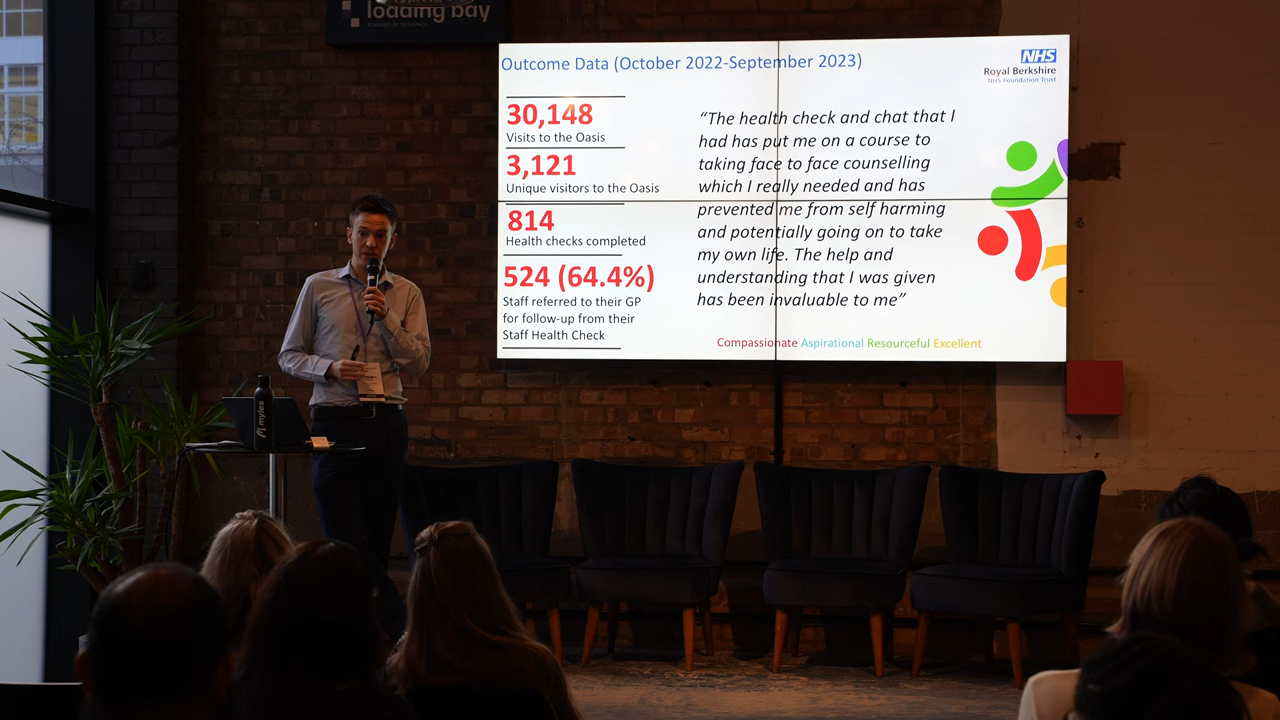 loading bay
POWERED BY TECHSPACE
Outcome Data (October 2022-September 2023)
NHS
Royal Berkshire
NHS Foundation Trust
30,148
Visits to the Oasis
3,121
Unique visitors to the Oasis
814
Health checks completed
524 (64.4%)
Staff referred to their GP
for follow-up from their
Staff Health Check
“The health check and chat that I
had has put me on a course to
taking face to face counselling
which I really needed and has
prevented me from self harming
and potentially going on to take
my own life. The help and
understanding that I was given
has been invaluable to me”
Compassionate Aspirational Resourceful Excellent
myles